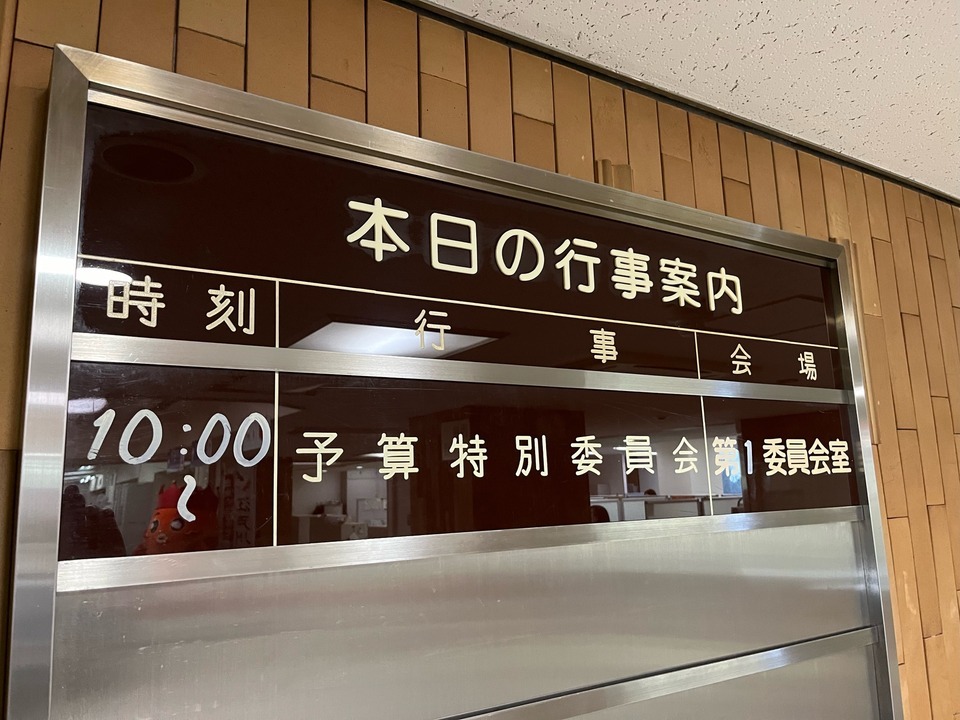 本日の行事案内
時刻 行事 会場
10:00 予算特別委員会 第1委員会室
〜